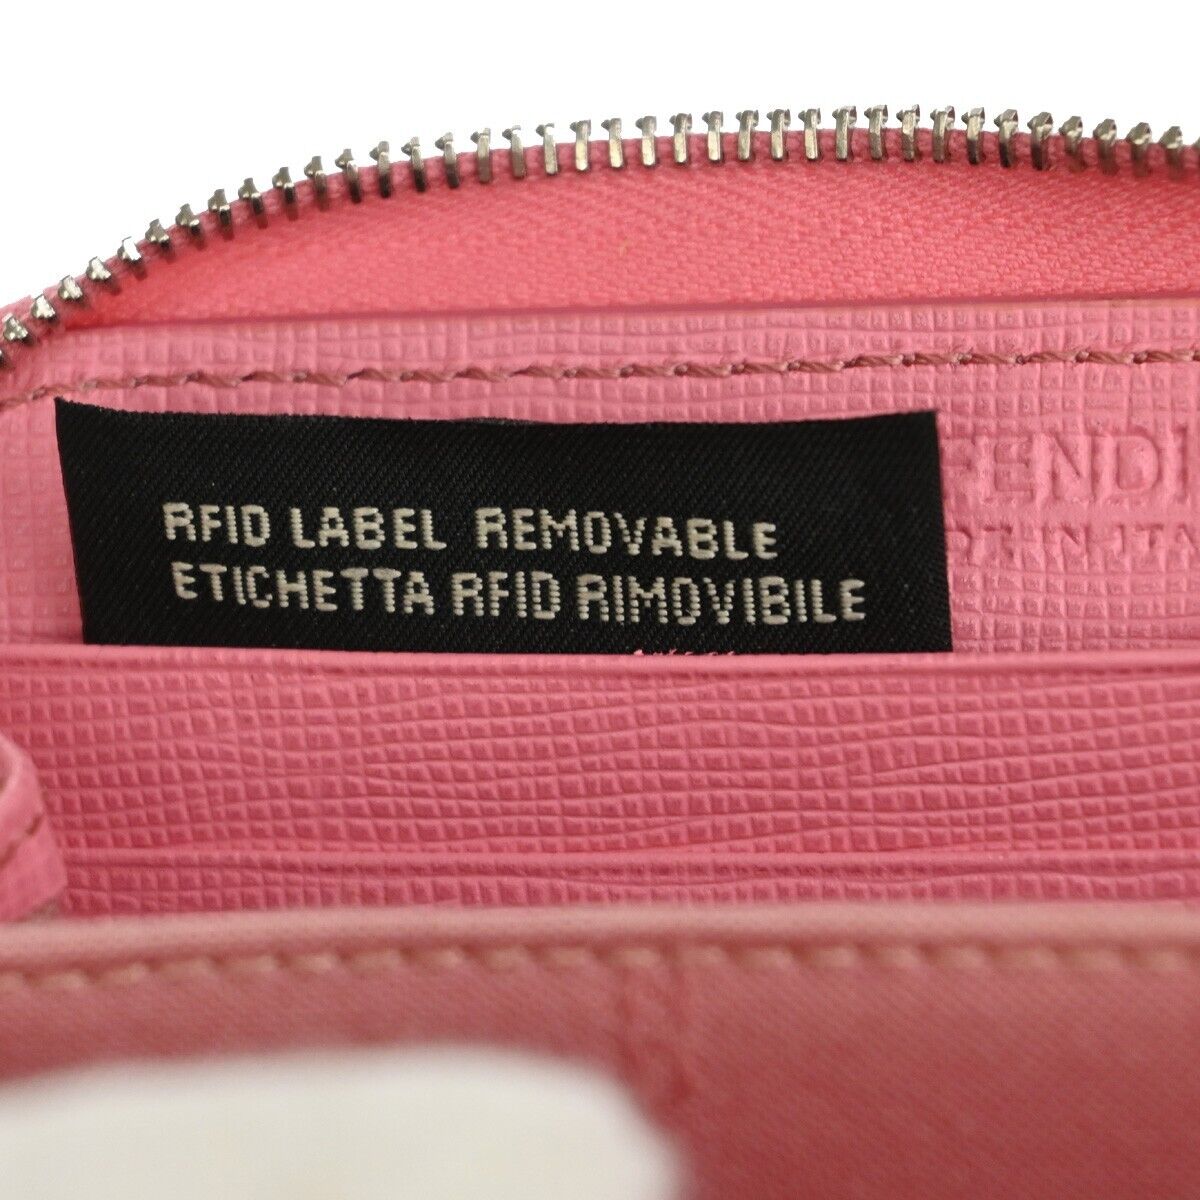 RFID LABEL REMOVABLE
ETICHETTA RFID RIMOVIBILE
FENDI